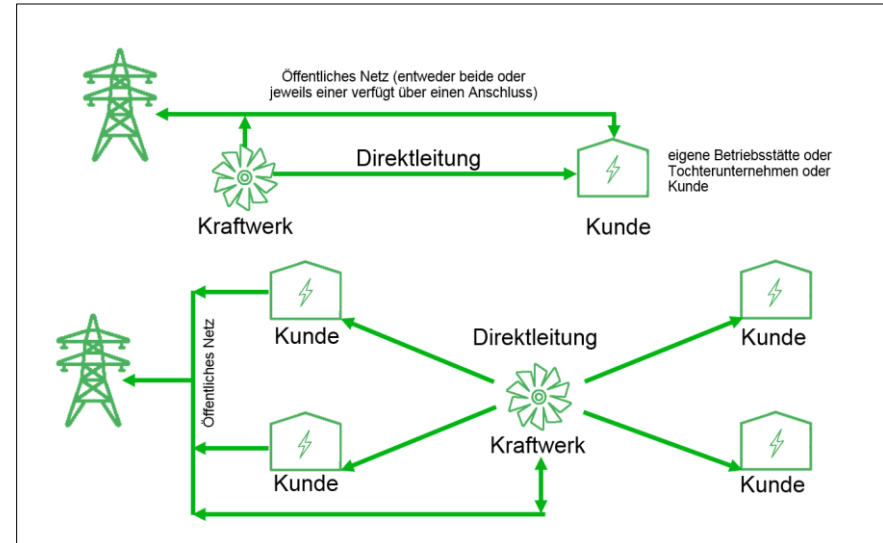 Öffentliches Netz (entweder beide oder
jeweils einer verfügt über einen Anschluss)
Direktleitung
eigene Betriebsstätte oder
Tochterunternehmen oder
Kunde
Kraftwerk
Kunde
Kunde
Direktleitung
Kunde
Öffentliches Netz
Kraftwerk
Kunde
Kunde